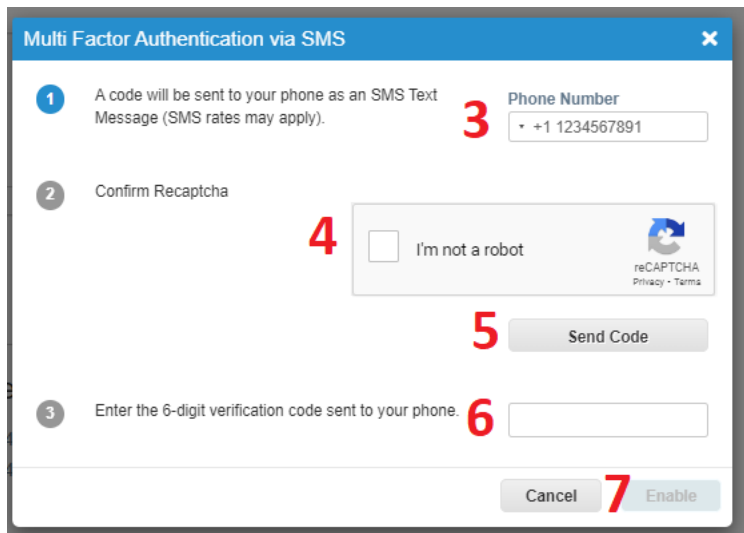 Multi Factor Authentication via SMS
1
A code will be sent to your phone as an SMS Text
Message (SMS rates may apply).
3
Phone Number
+1 1234567891
2
Confirm Recaptcha
4
I'm not a robot
reCAPTCHA
Privacy - Terms
5
Send Code
3
Enter the 6-digit verification code sent to your phone.
6
Cancel
7
Enable